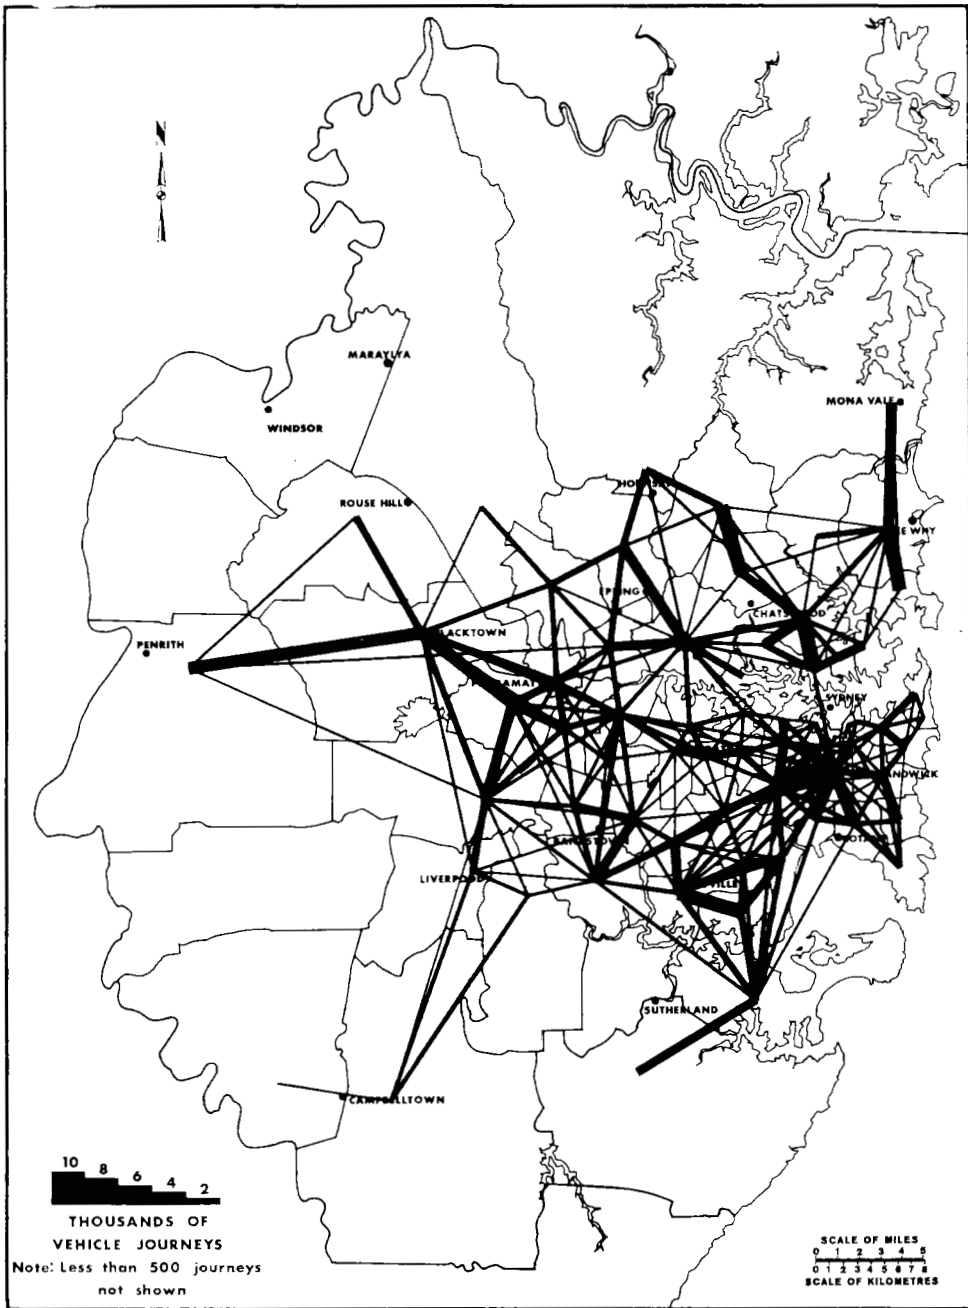 N
MARAYLYA
WINDSOR
MONA VALE
ROUSE HILL
EPPING
CHATSWOOD
PENRITH
SYDNEY
LIVERPOOL
SUTHERLAND
CAMPBELLTOWN
10 8 6 4 2
THOUSANDS OF
VEHICLE JOURNEYS
Note: Less than 500 journeys
not shown
SCALE OF MILES
0 1 2 3 4 5
0 1 2 3 4 5 6 7 8
SCALE OF KILOMETRES